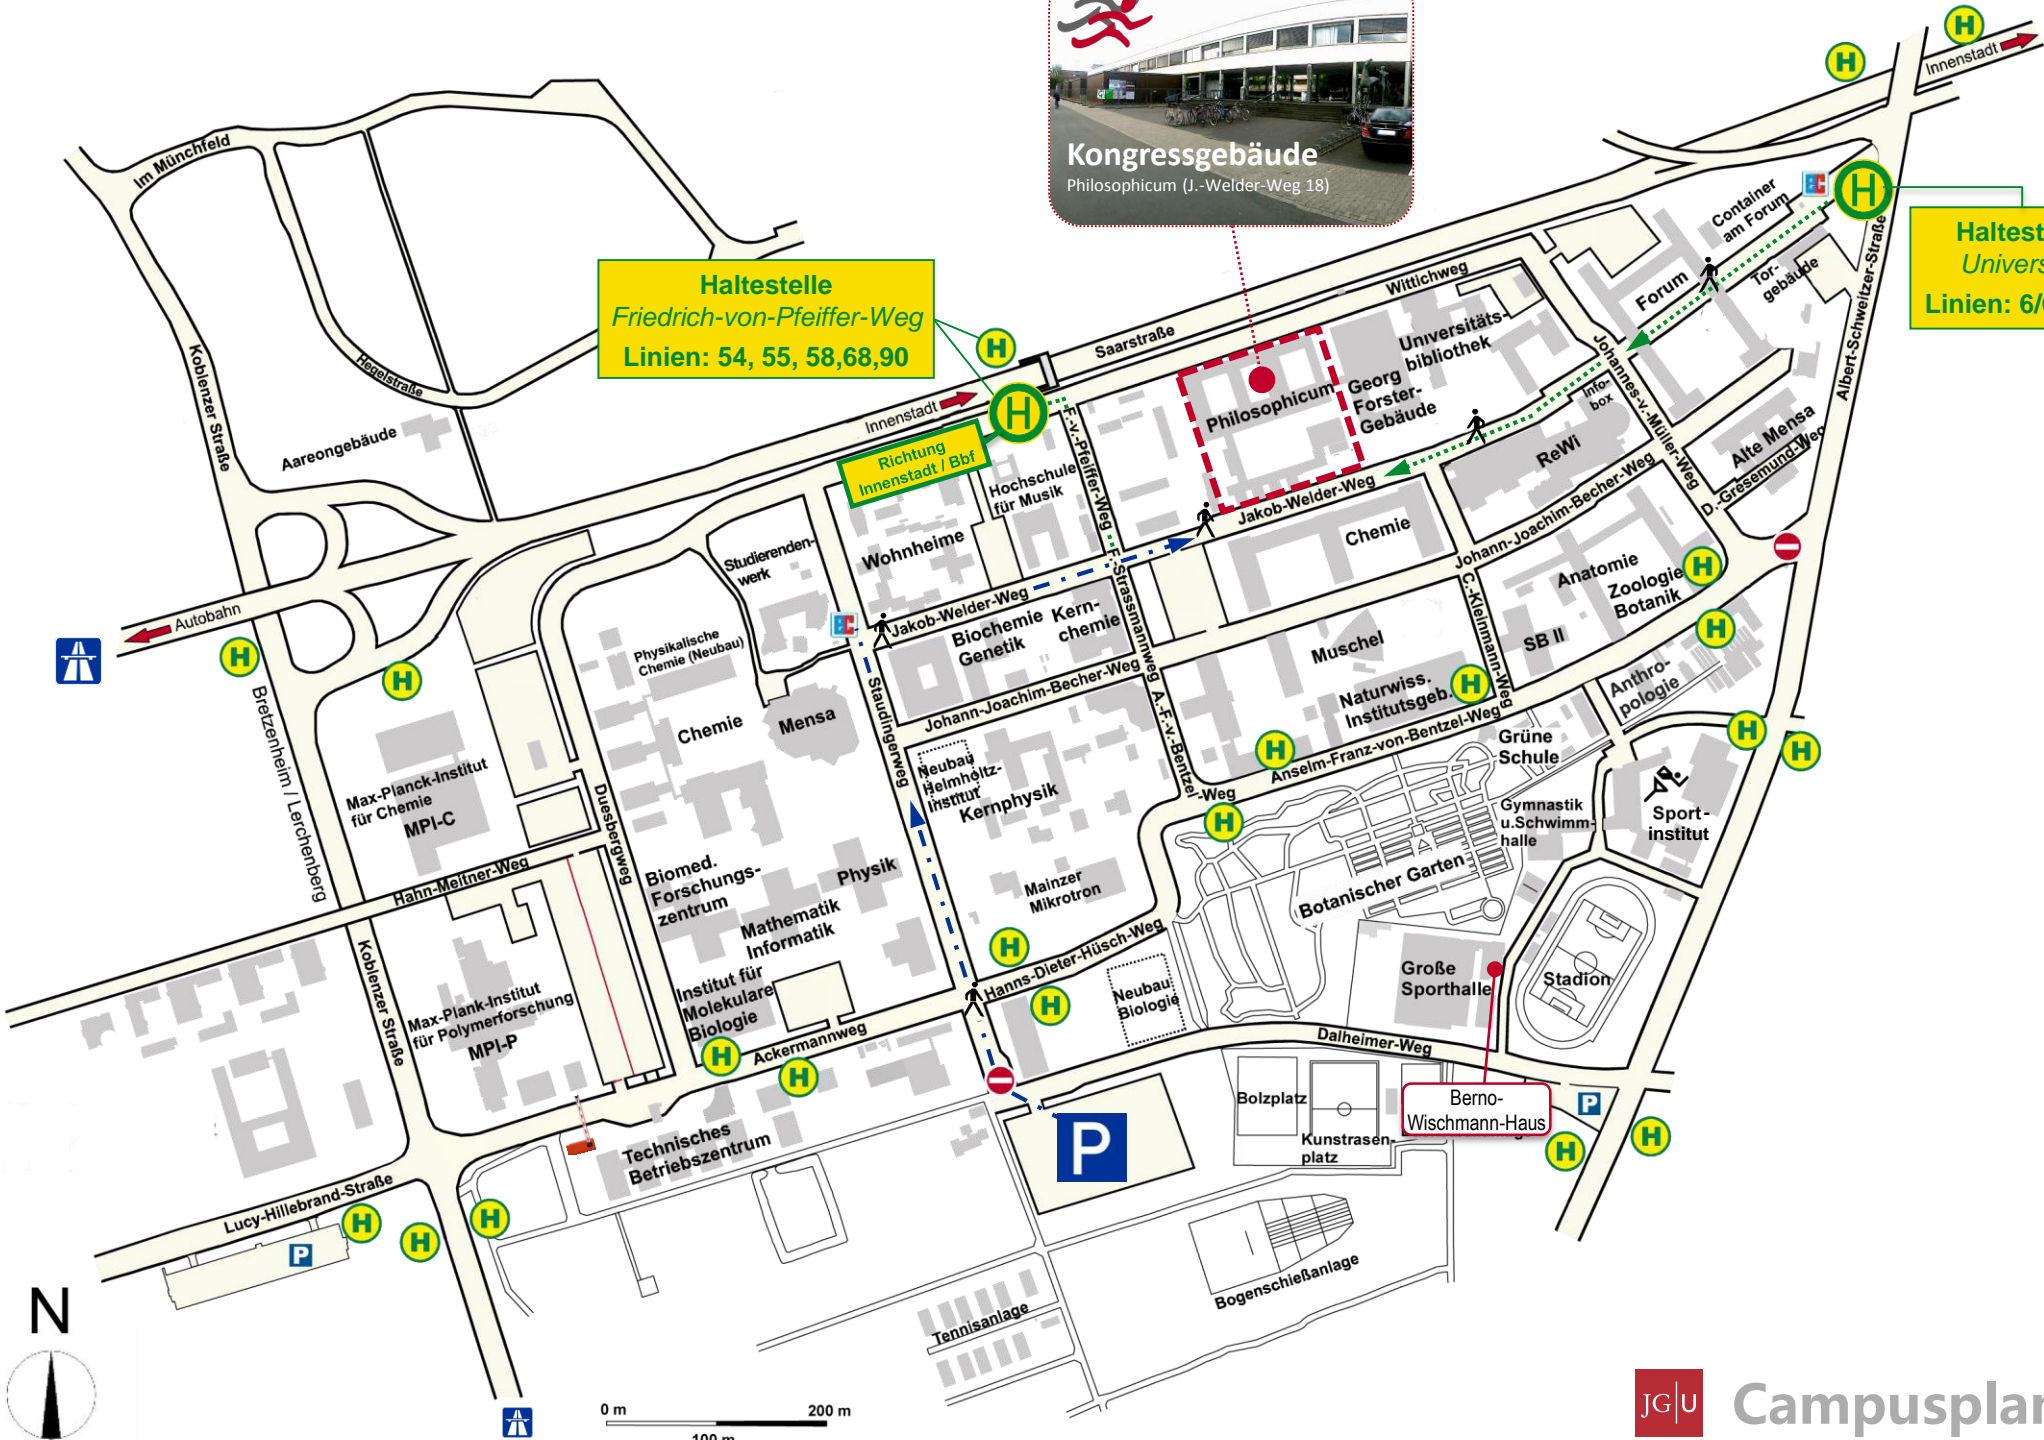 Innenstadt
Kongressgebäude
Philosophicum (J.-Welder-Weg 18)
Im Münchfeld
Container
am Forum
Haltest
Univers
Linien: 6/
Haltestelle
Friedrich-von-Pfeiffer-Weg
Linien: 54, 55, 58,68,90
Forum
Tor-
gebäude
Albert-Schweitzer-Straße
Wittichweg
Saarstraße
Universitäts-
bibliothek
Johannes-v.-Müller-Weg
Info-
box
Koblenzer Straße
Hegelstraße
Innenstadt
Richtung
Innenstadt / Bbf
Philosophicum
Georg
Forster-
Gebäude
Aareongebäude
F.-v.-Pfeiffer-Weg
Hochschule
für Musik
ReWi
Alte Mensa
D.-Gresemund-Weg
Jakob-Welder-Weg
Johann-Joachim-Becher-Weg
Chemie
Studierenden-
werk
Wohnheime
Jakob-Welder-Weg
F.Strassmannweg
Anatomie
Zoologie
Botanik
C.-Kleinmann-Weg
SB II
Autobahn
Jakob-Welder-Weg
Biochemie
Genetik
Kern-
chemie
Physikalische
Chemie (Neubau)
Muschel
Naturwiss.
Institutsgeb.
Anthro-
pologie
Bretzenheim / Lerchenberg
Chemie
Mensa
Staudingerweg
Johann-Joachim-Becher-Weg
A.-F.-v.-Bentzel
-Weg
Anselm-Franz-von-Bentzel-Weg
Grüne
Schule
Max-Planck-Institut
für Chemie
MPI-C
Duesbergweg
Neubau
Helmholtz-
Institut
Kernphysik
Gymnastik
u.Schwimm-
halle
Sport-
institut
Hahn-Meitner-Weg
Biomed.
Forschungs-
zentrum
Physik
Mainzer
Mikrotron
Botanischer Garten
Mathematik
Informatik
Koblenzer Straße
Hanns-Dieter-Hüsch-Weg
Große
Sporthalle
Stadion
Max-Plank-Institut
für Polymerforschung
MPI-P
Institut für
Molekulare
Biologie
Neubau
Biologie
Ackermannweg
Dalheimer-Weg
Bolzplatz
Berno-
Wischmann-Haus
Kunstrasen-
platz
P
P
Technisches
Betriebszentrum
Lucy-Hillebrand-Straße
P
Bogenschießanlage
Tennisanlage
N
0 m
200 m
100 m
JG|U
Campusplan